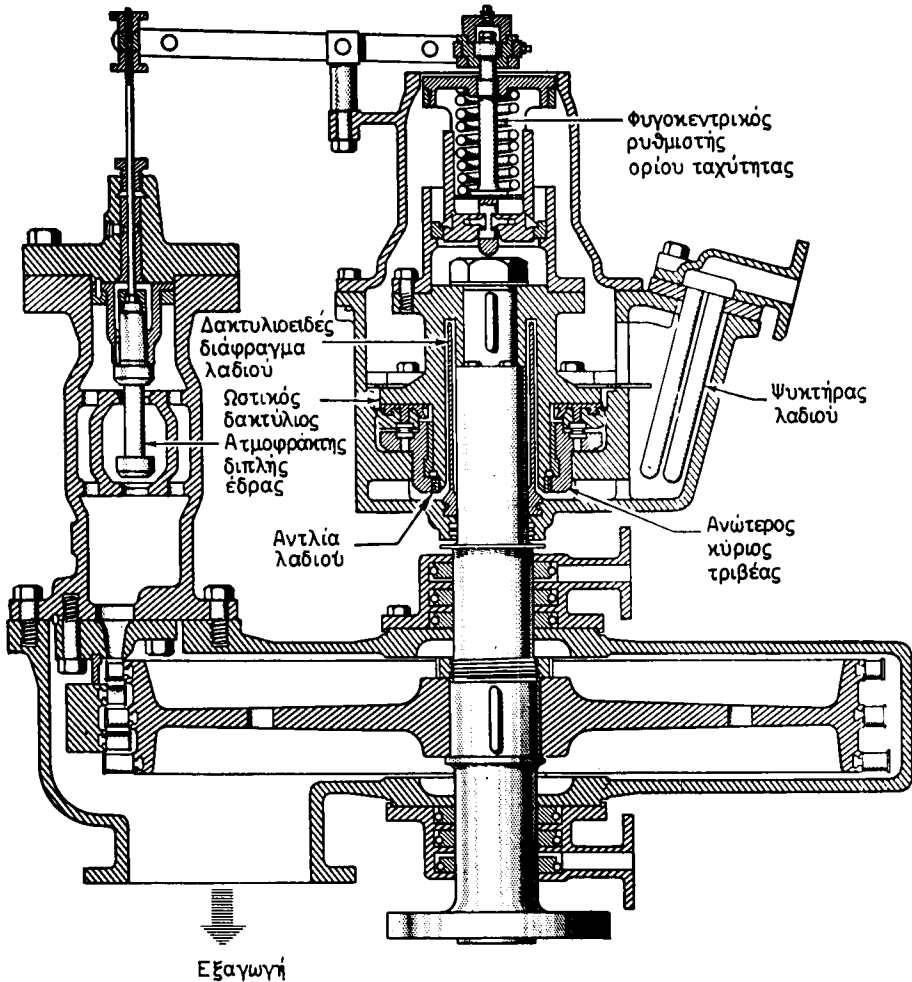 Φυγοκεντρικός
ρυθμιστής
ορίου ταχύτητας
Δακτυλιοειδές
διάφραγμα
λαδιού
Ωστικός
δακτύλιος
Ατμοφράκτης
διπλής
έδρας
Ψυκτήρας
λαδιού
Αντλία
λαδιού
Ανώτερος
κύριος
τριβέας
Εξαγωγή